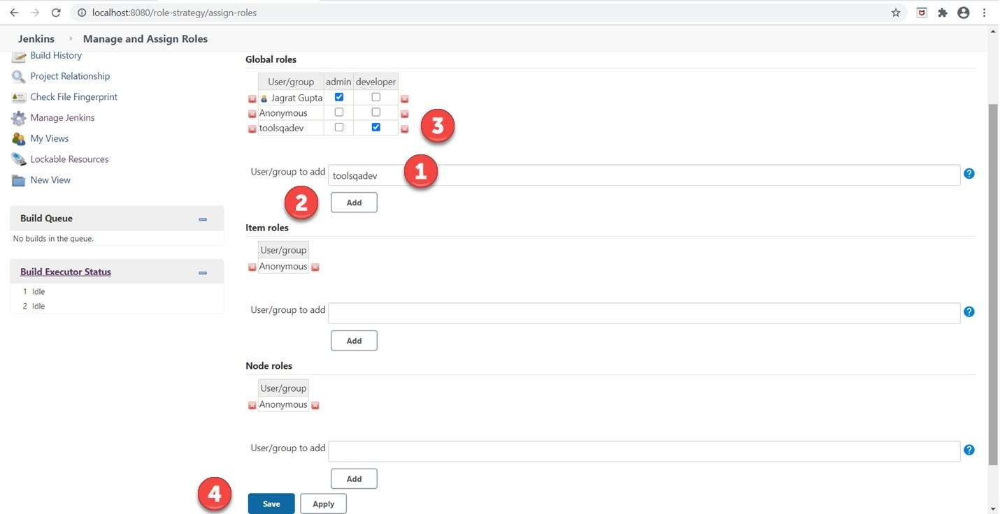 localhost:8080/role-strategy/assign-roles
Jenkins Manage and Assign Roles
Build History
Project Relationship
Check File Fingerprint
Manage Jenkins
My Views
Lockable Resources
New View
Build Queue
No builds in the queue.
Build Executor Status
1 Idle
2 Idle
Global roles
User/group admin developer
Jagrat Gupta
Anonymous
toolsqadev
3
User/group to add toolsqadev 1 ?
2 Add
Item roles
User/group
Anonymous
User/group to add ?
Add
Node roles
User/group
Anonymous
User/group to add ?
Add
4 Save Apply